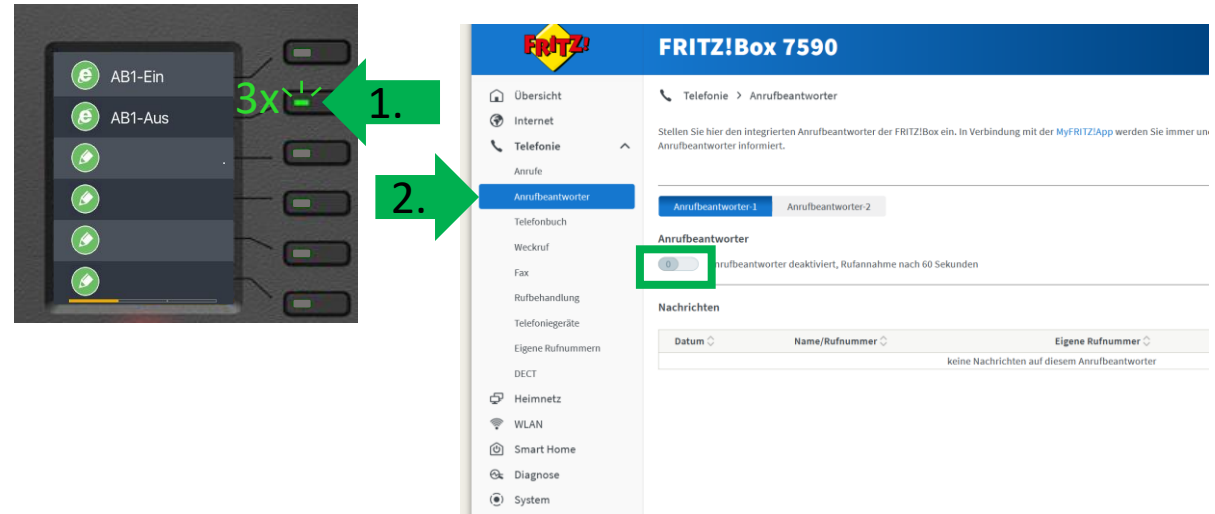 AB1-Ein
AB1-Aus
3x
1.
2.
FRITZ!
FRITZ!Box 7590
Übersicht
Internet
Telefonie
Anrufe
Anrufbeantworter
Telefonbuch
Weckruf
Fax
Rufbehandlung
Telefoniegeräte
Eigene Rufnummern
DECT
Heimnetz
WLAN
Smart Home
Diagnose
System
Telefonie > Anrufbeantworter
Stellen Sie hier den integrierten Anrufbeantworter der FRITZ!Box ein. In Verbindung mit der MyFRITZ!App werden Sie immer
Anrufbeantworter informiert.
Anrufbeantworter-1 Anrufbeantworter-2
Anrufbeantworter
0 nrufbeantworter deaktiviert, Rufannahme nach 60 Sekunden
Nachrichten
Datum Name/Rufnummer Eigene Rufnummer
keine Nachrichten auf diesem Anrufbeantworter